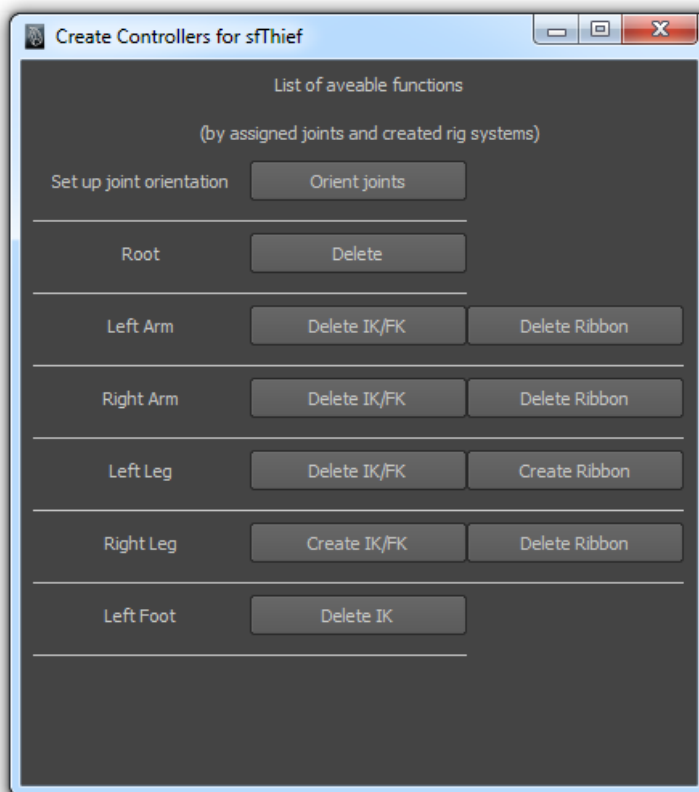 Create Controllers for sfThief
List of aveable functions
(by assigned joints and created rig systems)
Set up joint orientation Orient joints
Root Delete
Left Arm Delete IK/FK Delete Ribbon
Right Arm Delete IK/FK Delete Ribbon
Left Leg Delete IK/FK Create Ribbon
Right Leg Create IK/FK Delete Ribbon
Left Foot Delete IK